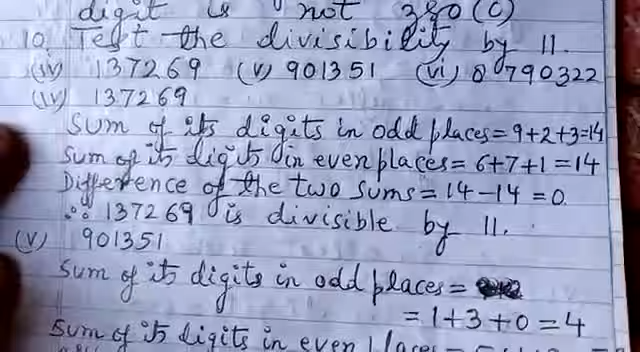 digit is not zero (0)
10. Test the divisibility by 11.
(iv) 137269 (v) 901351 (vi) 8790322
(iv) 137269
Sum of its digits in odd places=9+2+3=14
Sum of its digits in even places= 6+7+1=14
Difference of the two sums=14-14=0
∴ 137269 is divisible by 11.
(v) 901351
Sum of its digits in odd places=
= 1+3+0=4
Sum of its digits in even